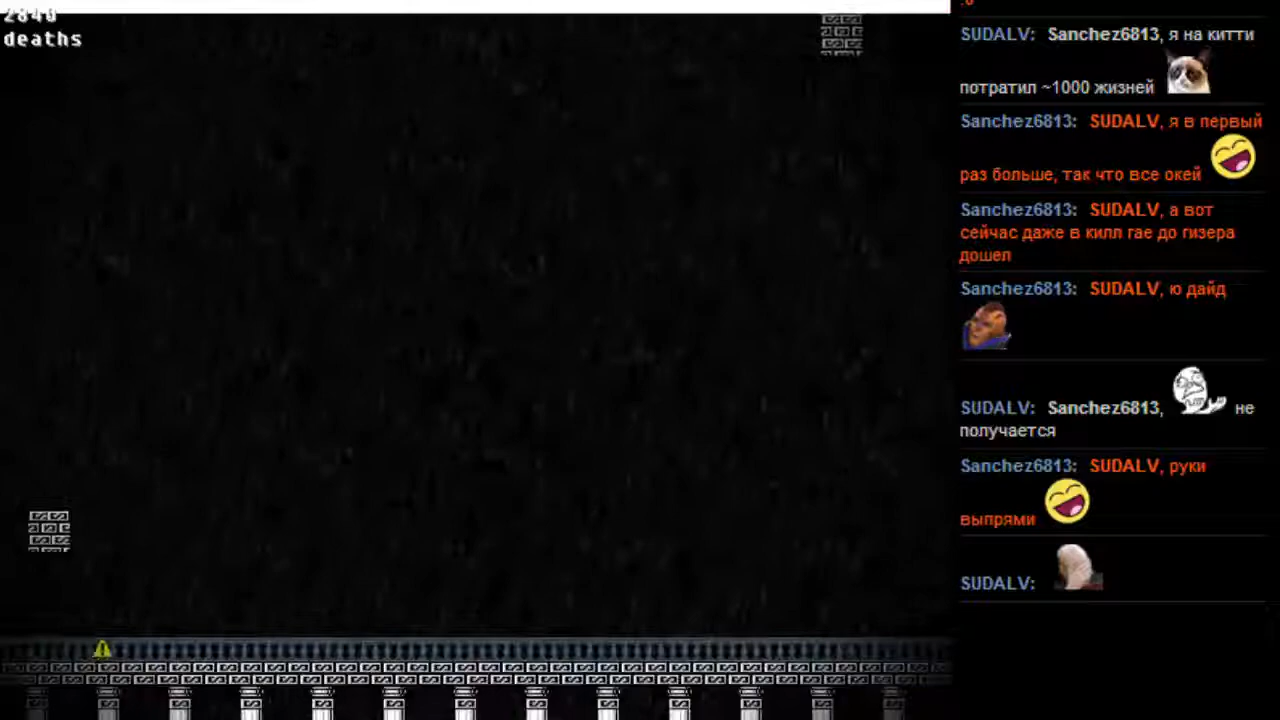 2840
deaths
SUDALV: Sanchez6813, я на китти
потратил ~1000 жизней
Sanchez6813: SUDALV, я в первый
раз больше, так что все окей
Sanchez6813: SUDALV, а вот
сейчас даже в килл гае до гизера
дошел
Sanchez6813: SUDALV, ю дайд
SUDALV: Sanchez6813, не
получается
Sanchez6813: SUDALV, руки
выпрями
SUDALV: